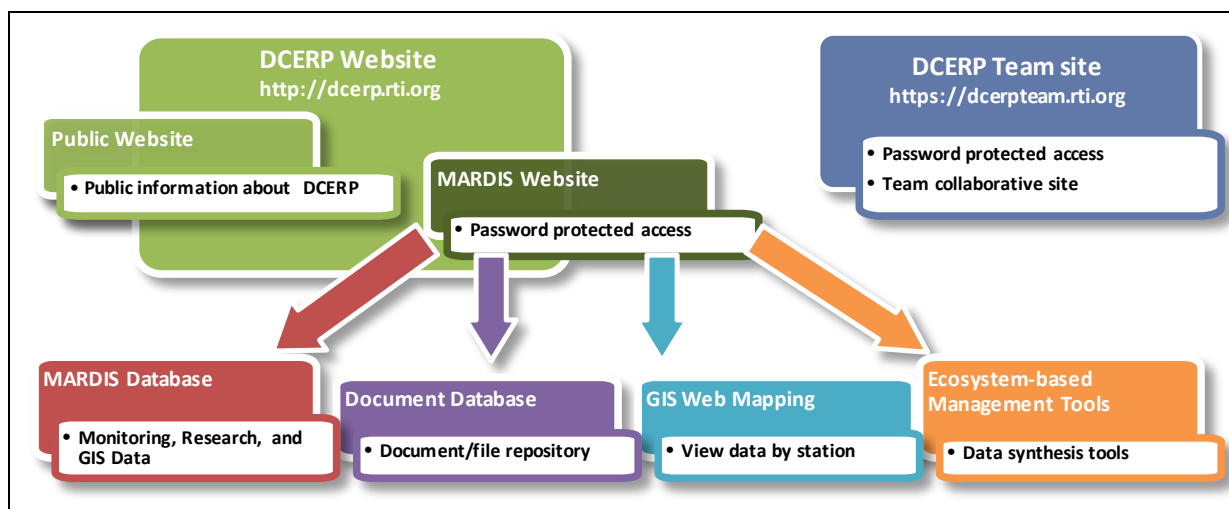 DCERP Website
http://dcerp.rti.org
DCERP Team site
https://dcerpteam.rti.org
Public Website
• Public information about DCERP
MARDIS Website
• Password protected access
• Password protected access
• Team collaborative site
MARDIS Database
• Monitoring, Research, and
GIS Data
Document Database
• Document/file repository
GIS Web Mapping
• View data by station
Ecosystem-based
Management Tools
• Data synthesis tools